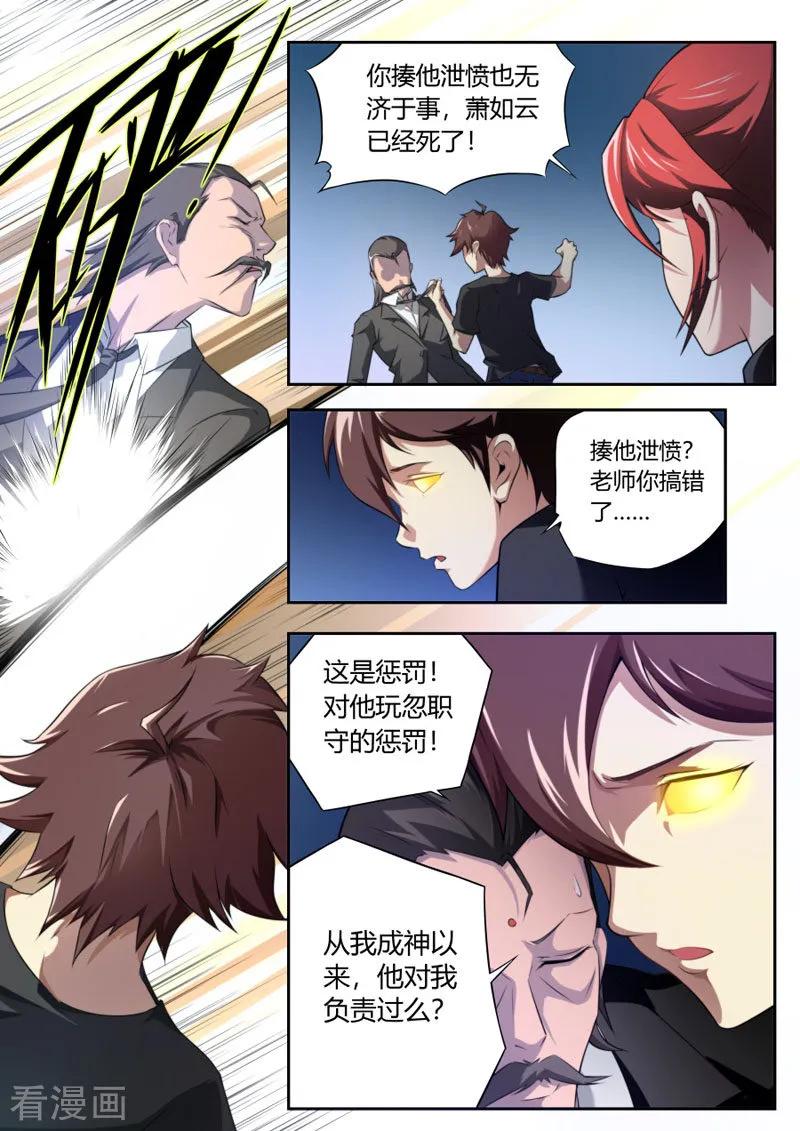 砰!
你揍他泄愤也无
济于事，萧如云
已经死了！
揍他泄愤？
老师你搞错
了……
这是惩罚！
对他玩忽职
守的惩罚！
从我成神以
来，他对我
负责过么？
看漫画